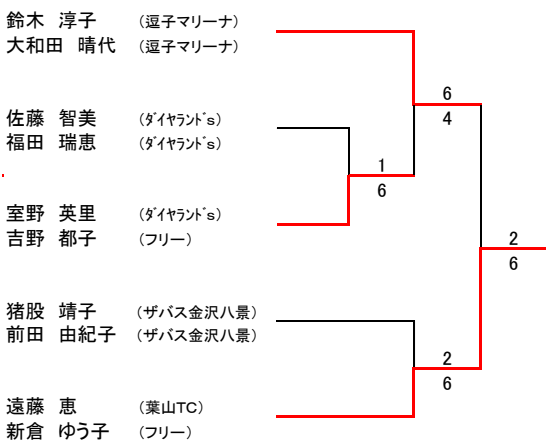 鈴木 淳子 （逗子マリーナ）
大和田 晴代 （逗子マリーナ）
6
4
佐藤 智美 （ﾀﾞｲﾔﾗﾝﾄﾞs）
福田 瑞恵 （ﾀﾞｲﾔﾗﾝﾄﾞs）
1
6
室野 英里 （ﾀﾞｲﾔﾗﾝﾄﾞs）
吉野 都子 （フリー）
2
6
猪股 靖子 （ザバス金沢八景）
前田 由紀子 （ザバス金沢八景）
2
6
遠藤 恵 （葉山TC）
新倉 ゆう子 （フリー）